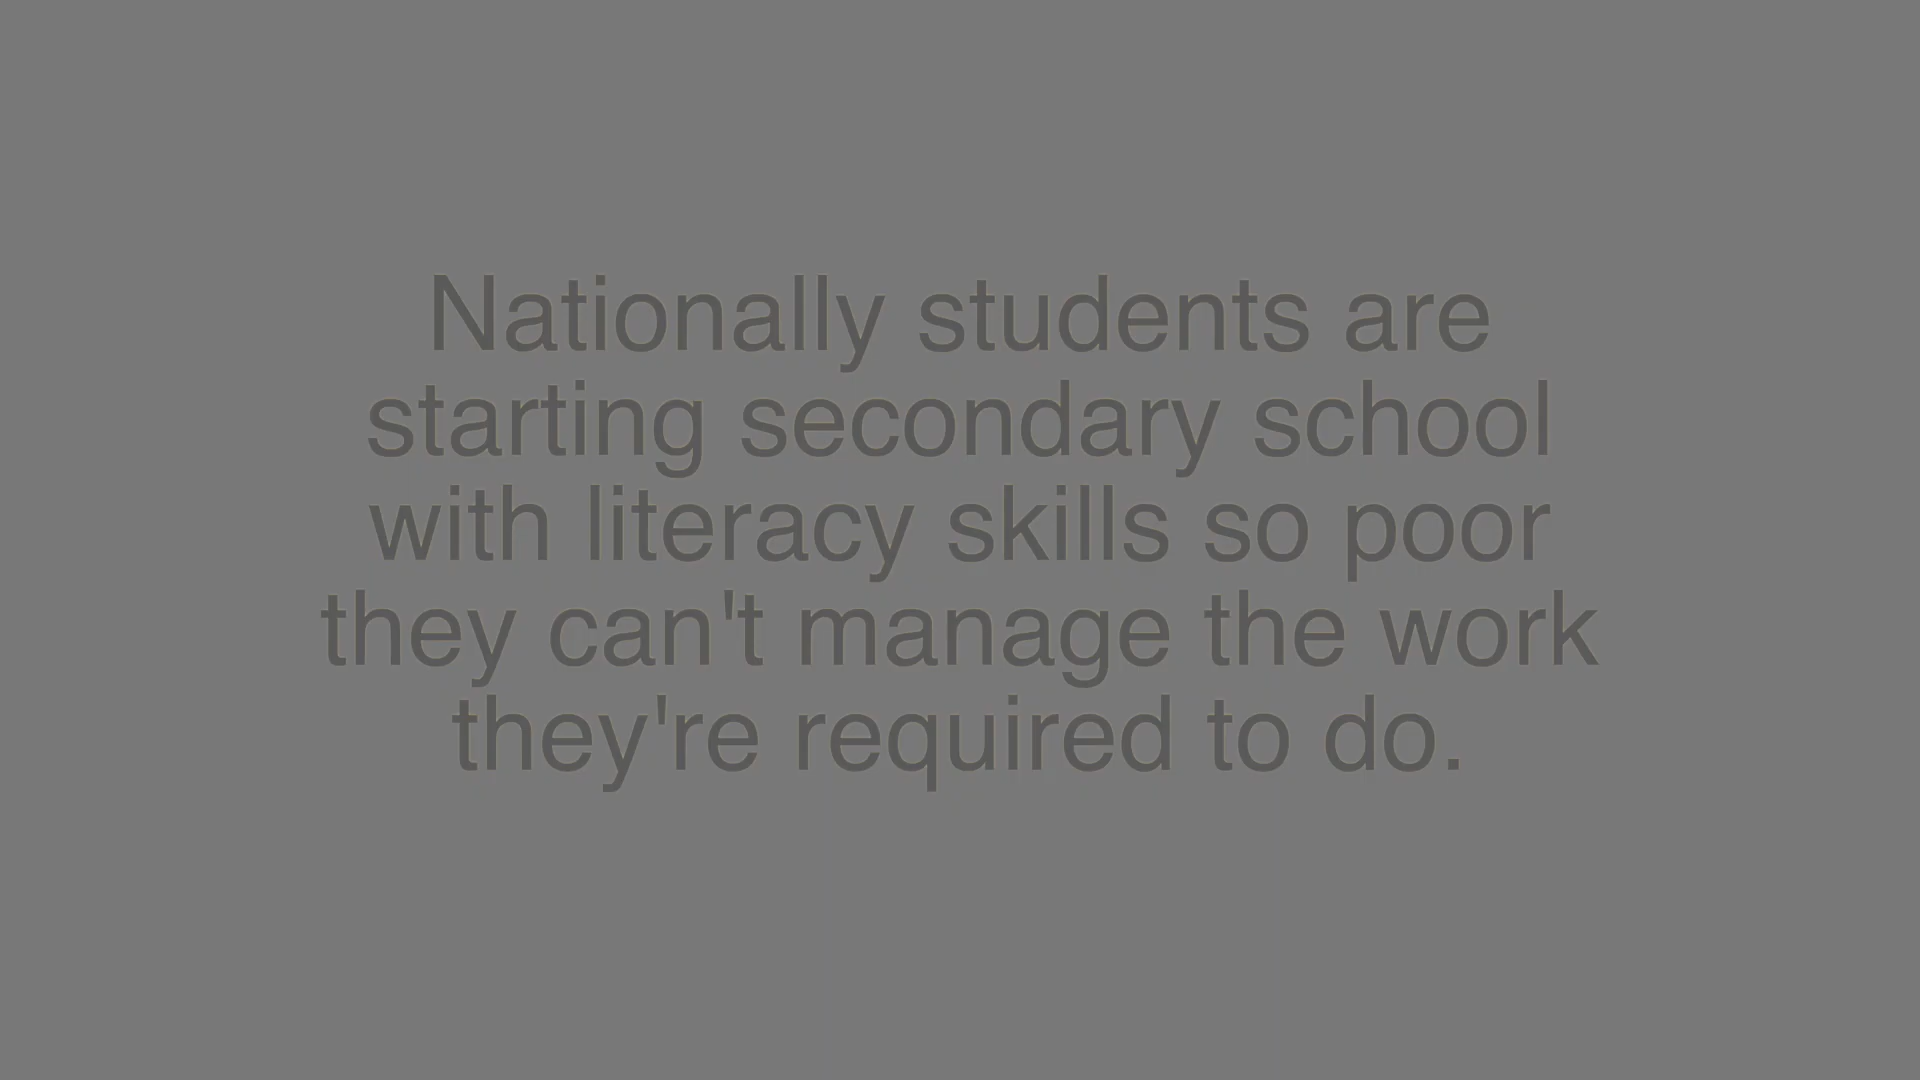 Nationally students are
starting secondary school
with literacy skills so poor
they can't manage the work
they're required to do.